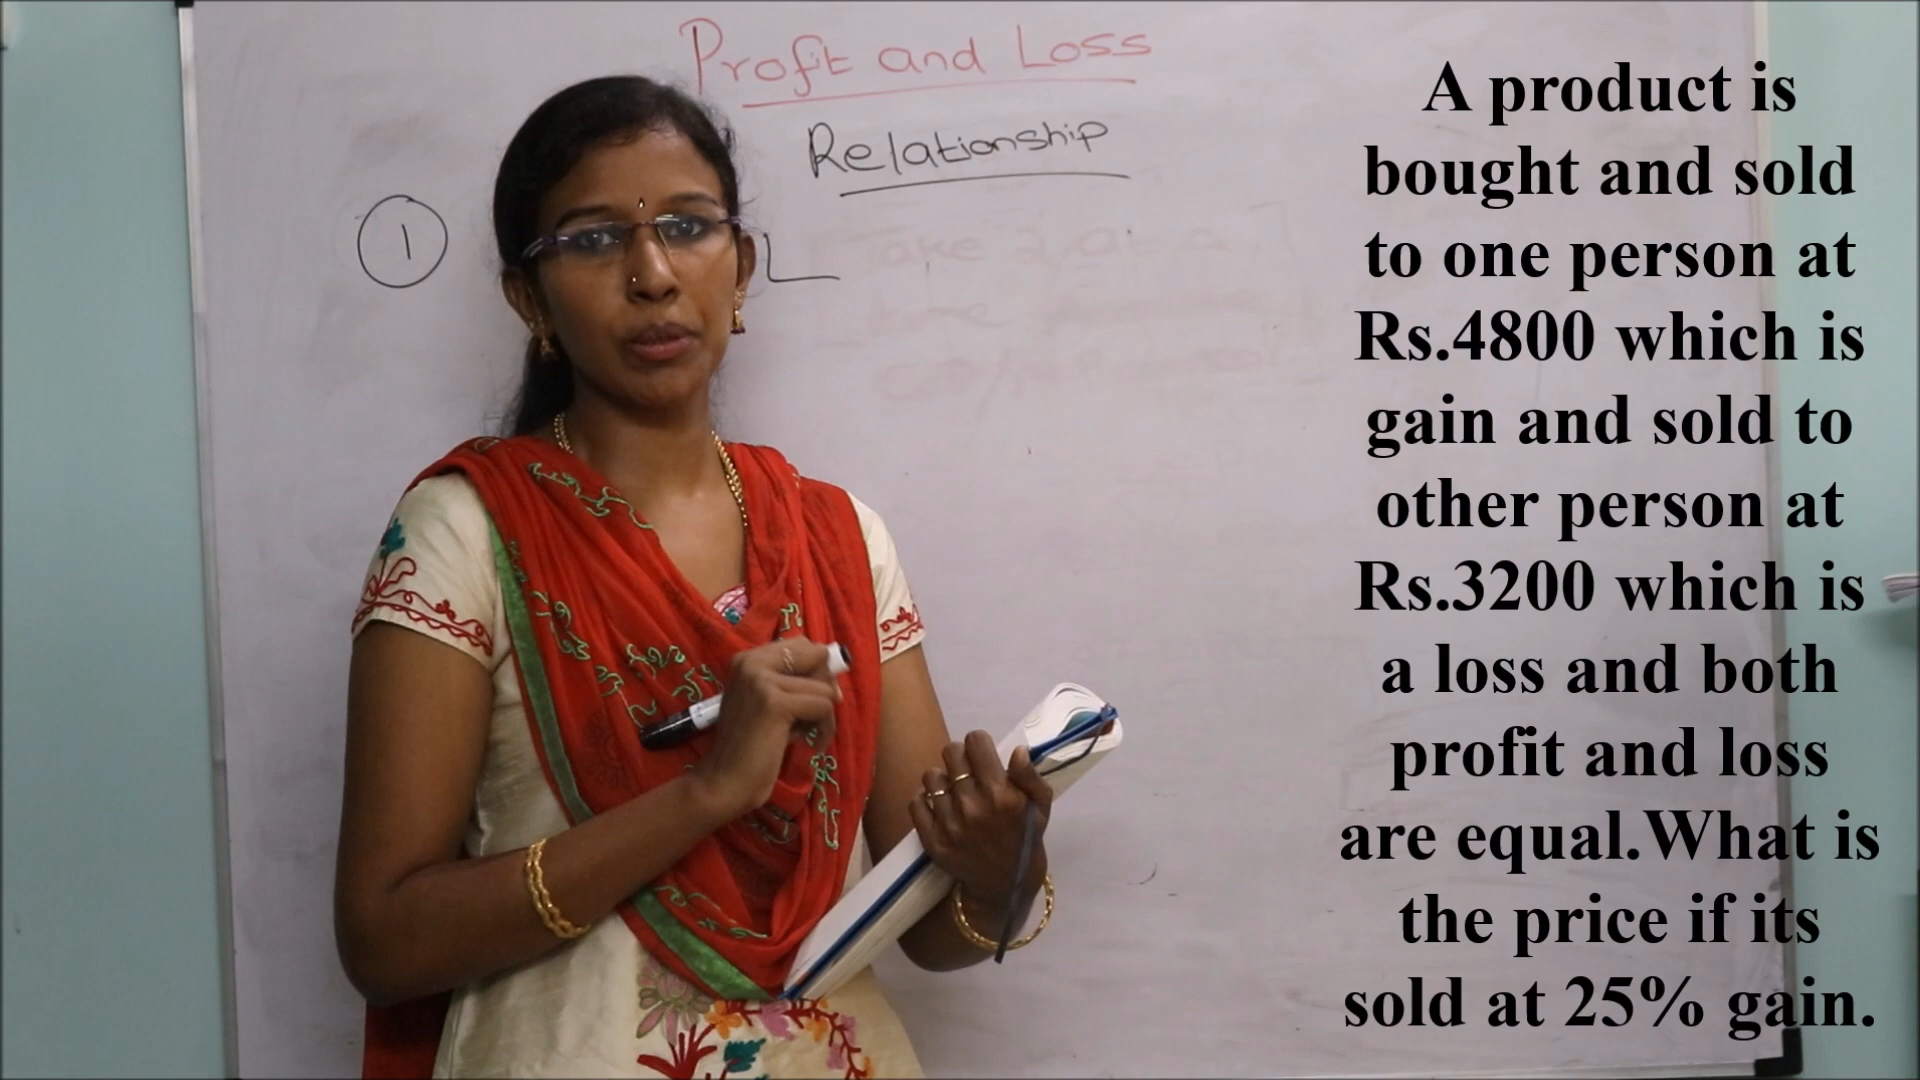 Profit and Loss
Relationship
1
L
Take 2
A product is
bought and sold
to one person at
Rs.4800 which is
gain and sold to
other person at
Rs.3200 which is
a loss and both
profit and loss
are equal.What is
the price if its
sold at 25% gain.